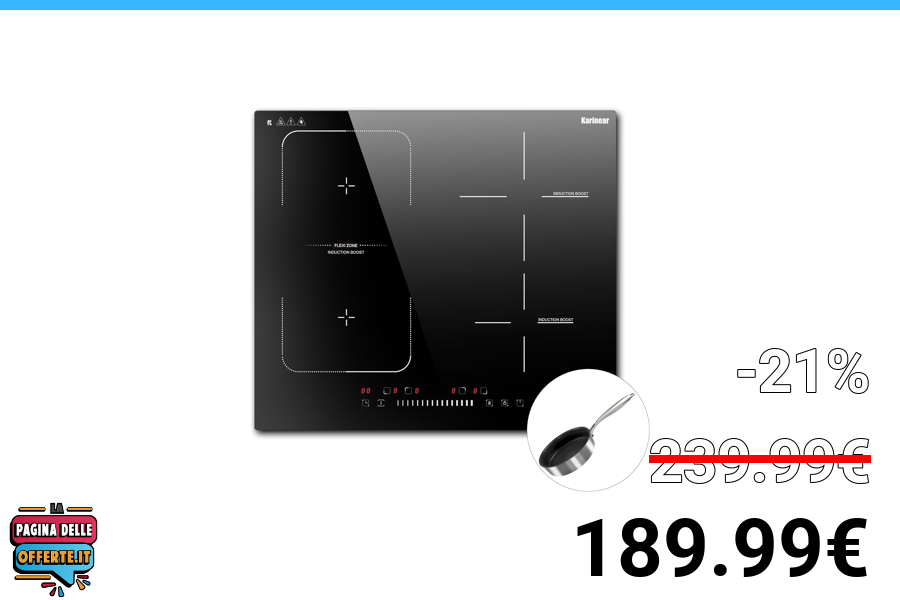 Karinear
INDUCTION BOOST
FLEXI ZONE
INDUCTION BOOST
INDUCTION BOOST
-21%
239.99€
189.99€
LA
PAGINA DELLE
OFFERTE.IT